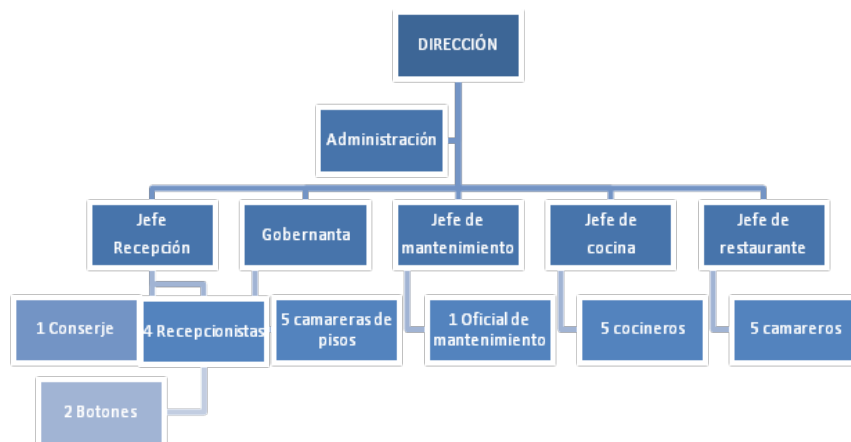 DIRECCIÓN
Administración
Jefe
Recepción
Gobernanta
Jefe de
mantenimiento
Jefe de
cocina
Jefe de
restaurante
1 Conserje
4 Recepcionistas
5 camareras de
pisos
1 Oficial de
mantenimiento
5 cocineros
5 camareros
2 Botones